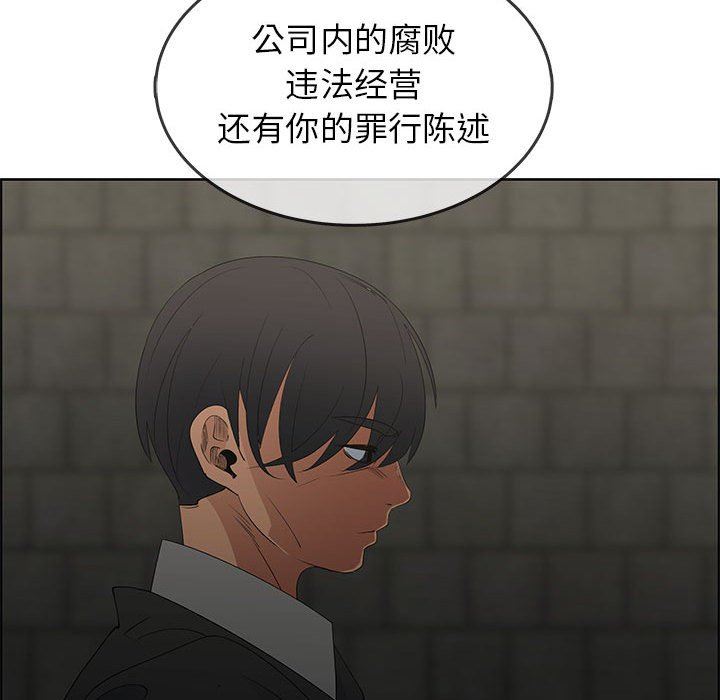 公司内的腐败
违法经营
还有你的罪行陈述